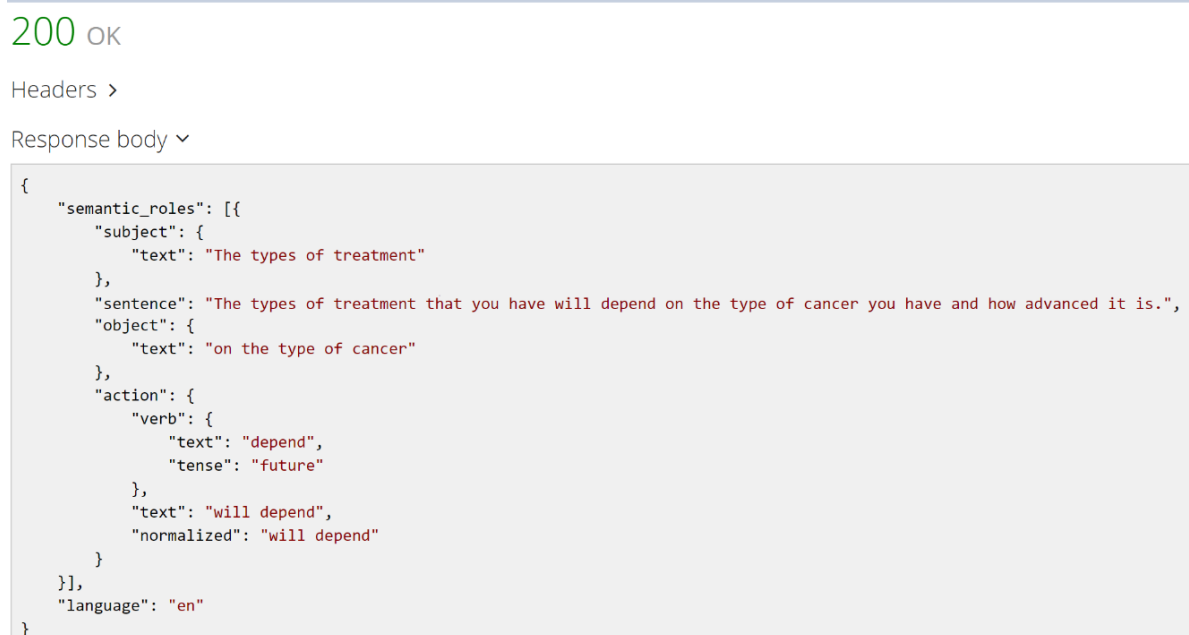 200 OK
Headers >
Response body
{
    "semantic_roles": [{
        "subject": {
            "text": "The types of treatment"
        },
        "sentence": "The types of treatment that you have will depend on the type of cancer you have and how advanced it is.",
        "object": {
            "text": "on the type of cancer"
        },
        "action": {
            "verb": {
                "text": "depend",
                "tense": "future"
            },
            "text": "will depend",
            "normalized": "will depend"
        }
    }],
    "language": "en"
}